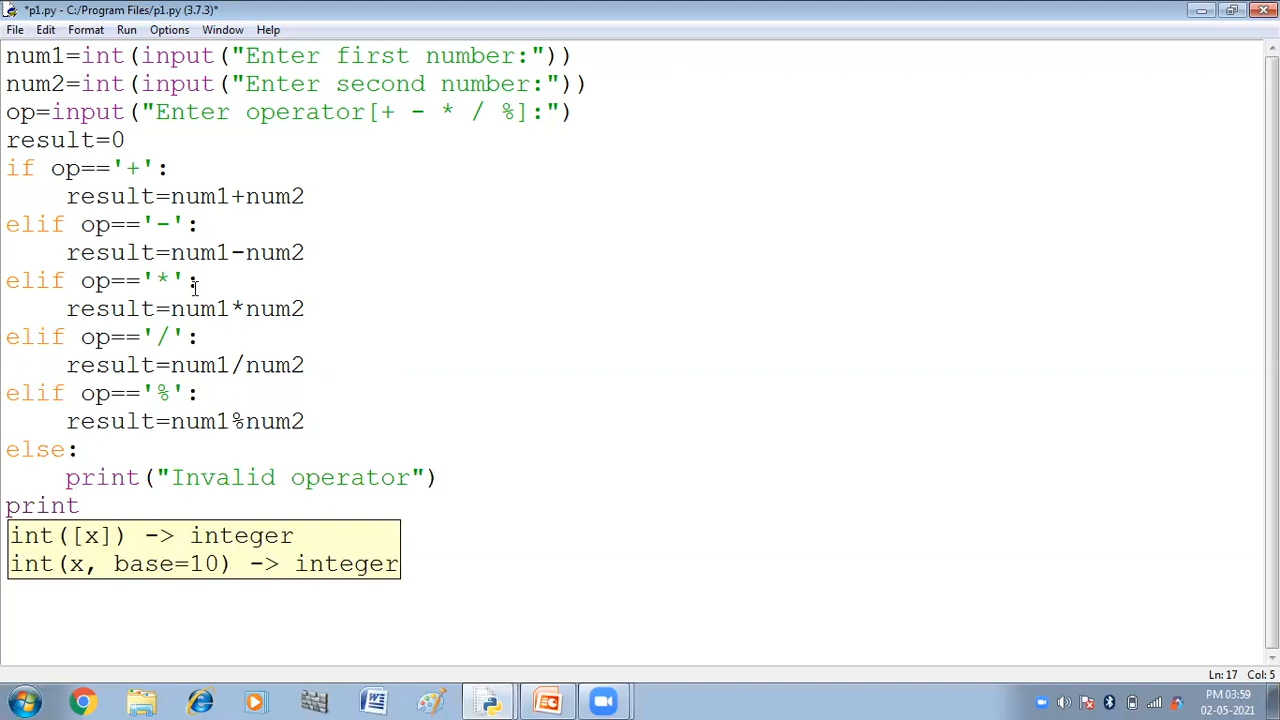 *p1.py - C:/Program Files/p1.py (3.7.3)*
File Edit Format Run Options Window Help
num1=int(input("Enter first number:"))
num2=int(input("Enter second number:"))
op=input("Enter operator[+ - * / %]:")
result=0
if op=='+':
    result=num1+num2
elif op=='-':
    result=num1-num2
elif op=='*':
    result=num1*num2
elif op=='/':
    result=num1/num2
elif op=='%':
    result=num1%num2
else:
    print("Invalid operator")
print
int([x]) -> integer
int(x, base=10) -> integer
Ln: 17 Col: 5
PM 03:59
02-05-2021